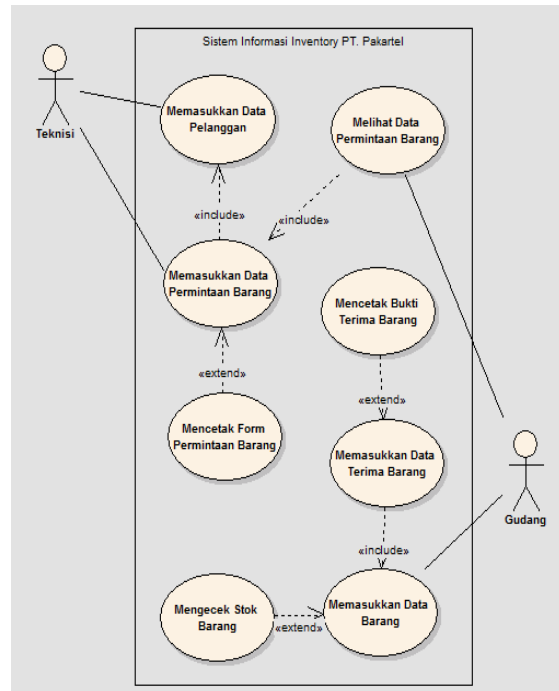 Sistem Informasi Inventory PT. Pakartel
Teknisi
Memasukkan Data
Pelanggan
Melihat Data
Permintaan Barang
«include»
«include»
Memasukkan Data
Permintaan Barang
Mencetak Bukti
Terima Barang
«extend»
«extend»
Mencetak Form
Permintaan Barang
Memasukkan Data
Terima Barang
Gudang
«include»
Mengecek Stok
Barang
«extend»
Memasukkan Data
Barang